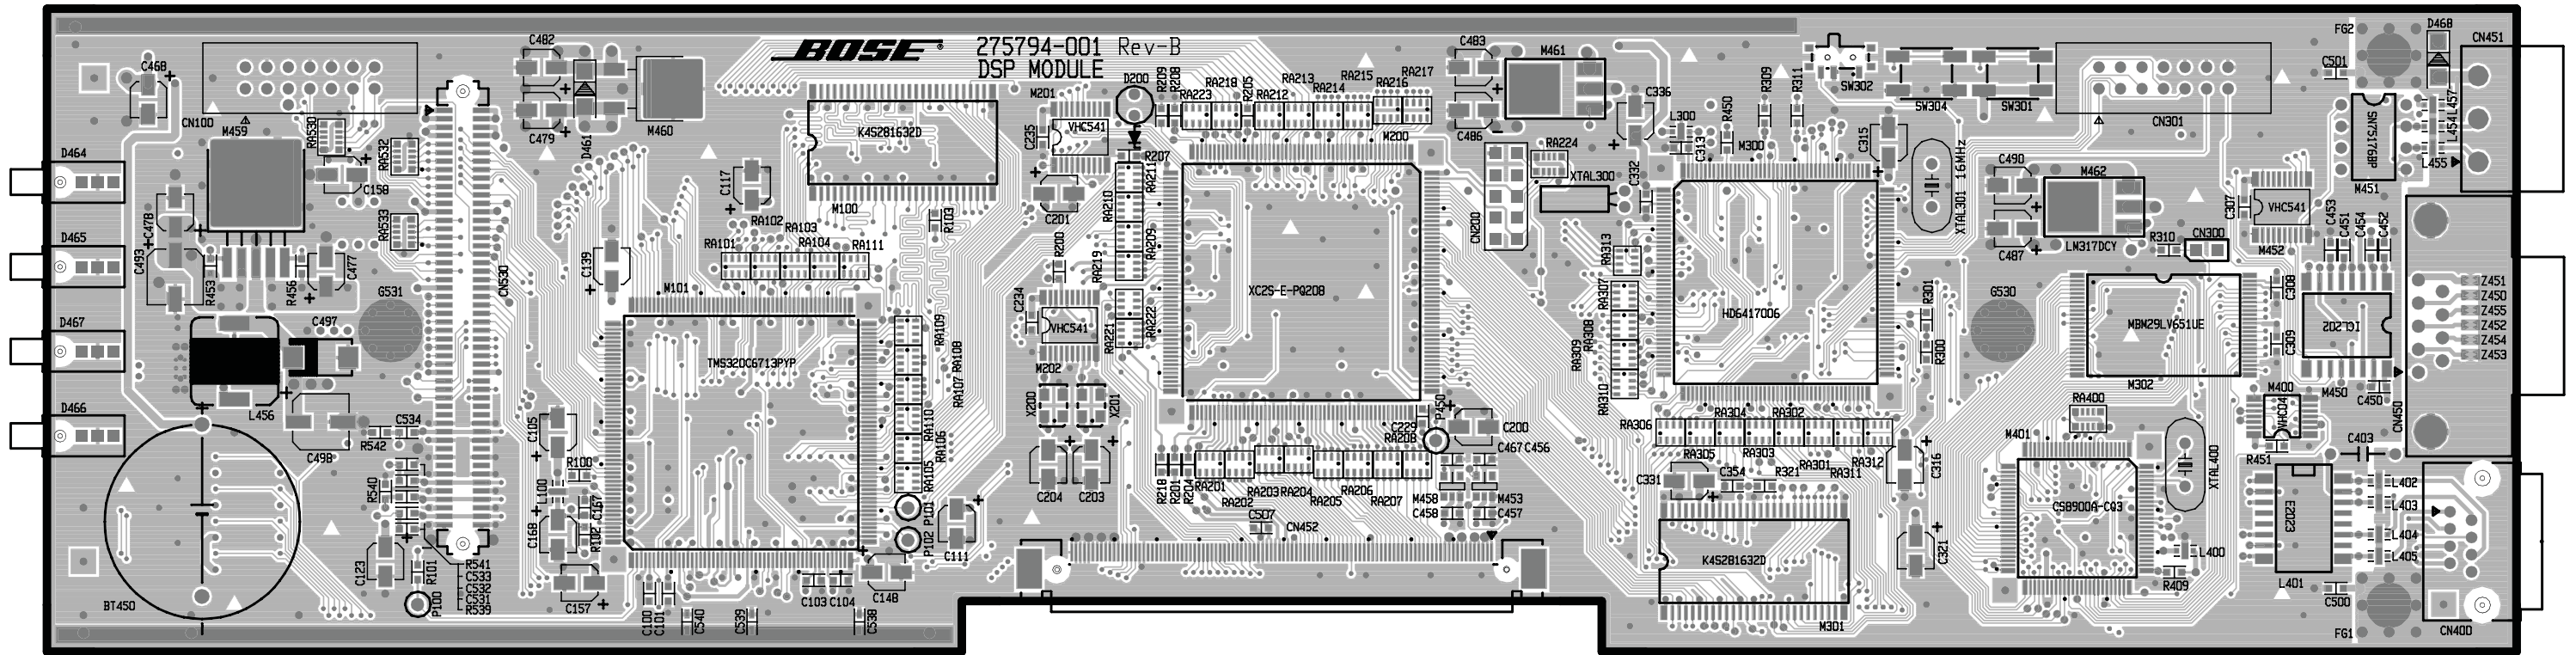 BOSE® 275794-001 Rev-B
DSP MODULE
C468
CN100
M459
RA530
RA532
C158
RA533
D464
D465
D467
D466
C478
C493
R453
R456
C477
G531
C497
L456
C498
BT450
R542
C534
R540
C123
R101
P100
R541
C533
C532
C531
R539
CN530
C482
C479
D461
M460
C139
C117
M101
TMS320C6713PYP
C105
R100
L100
C167
C168
R102
C157
C100
C101
C540
C539
C103
C104
C148
C538
K4S281632D
M100
RA102
RA103
RA101
RA104
RA111
R103
RA109
RA108
RA107
RA110
RA106
RA105
P101
P102
C111
M201
C235
VHC541
C201
D200
R209
R208
R207
RA211
RA210
RA209
R200
RA219
C234
VHC541
M202
RA221
RA222
X200
X201
C204
C203
RA223
RA218
R205
RA213
RA212
RA214
RA215
RA216
RA217
M200
XC2S-E-PQ208
R218
R201
R204
RA201
RA202
RA203
RA204
RA205
RA206
RA207
RA208
C507
CN452
C229
P450
C200
C467
C456
M458
M453
C458
C457
C483
C486
M461
CN200
RA224
XTAL300
C336
C332
L300
C313
R450
M300
R309
R311
C315
RA313
RA307
RA308
RA309
RA310
HD6417006
RA306
RA305
RA304
RA303
RA302
RA301
RA311
RA312
C331
C354
R321
C316
K4S281632D
M301
C321
SW302
SW304
SW301
XTAL301 16MHz
R301
R300
CN301
C490
C487
M462
LM317DCY
R310
CN300
G530
MBM29LV651UE
M302
C307
VHC541
M452
C308
C309
FG2
C501
D468
CN451
SN75176BP
M451
L454
L457
L455
C453
C451
C454
C452
ICL202
M450
C450
CN450
Z451
Z450
Z455
Z452
Z454
Z453
M400
VHC04
R451
C403
RA400
M401
CS8900A-CQ3
XTAL400
L400
R409
E2023
L401
L402
L403
L404
L405
C500
FG1
CN400